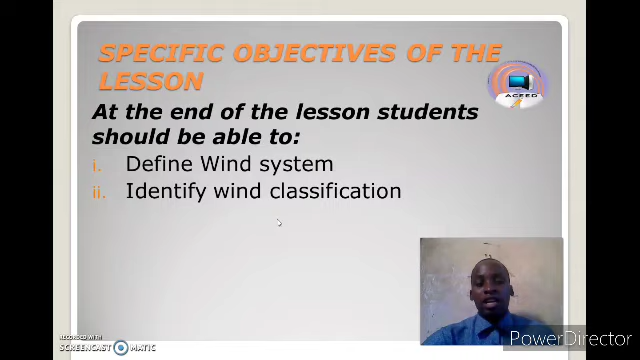 SPECIFIC OBJECTIVES OF THE
LESSON
ACEED
At the end of the lesson students
should be able to:
i. Define Wind system
ii. Identify wind classification
RECORDED WITH
SCREENCAST MATIC
PowerDirector